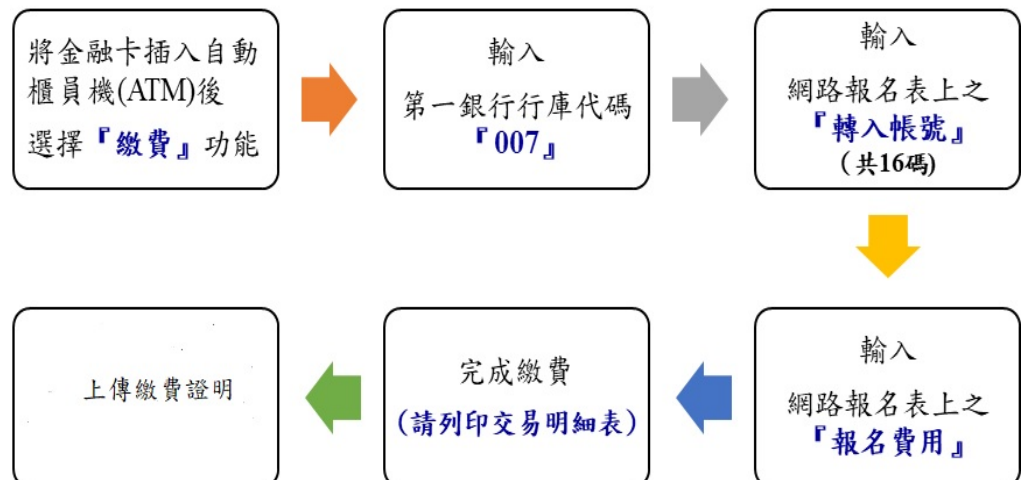 將金融卡插入自動
櫃員機(ATM)後
選擇『繳費』功能
輸入
第一銀行行庫代碼
『007』
輸入
網路報名表上之
『轉入帳號』
(共16碼)
輸入
網路報名表上之
『報名費用』
完成繳費
(請列印交易明細表)
上傳繳費證明